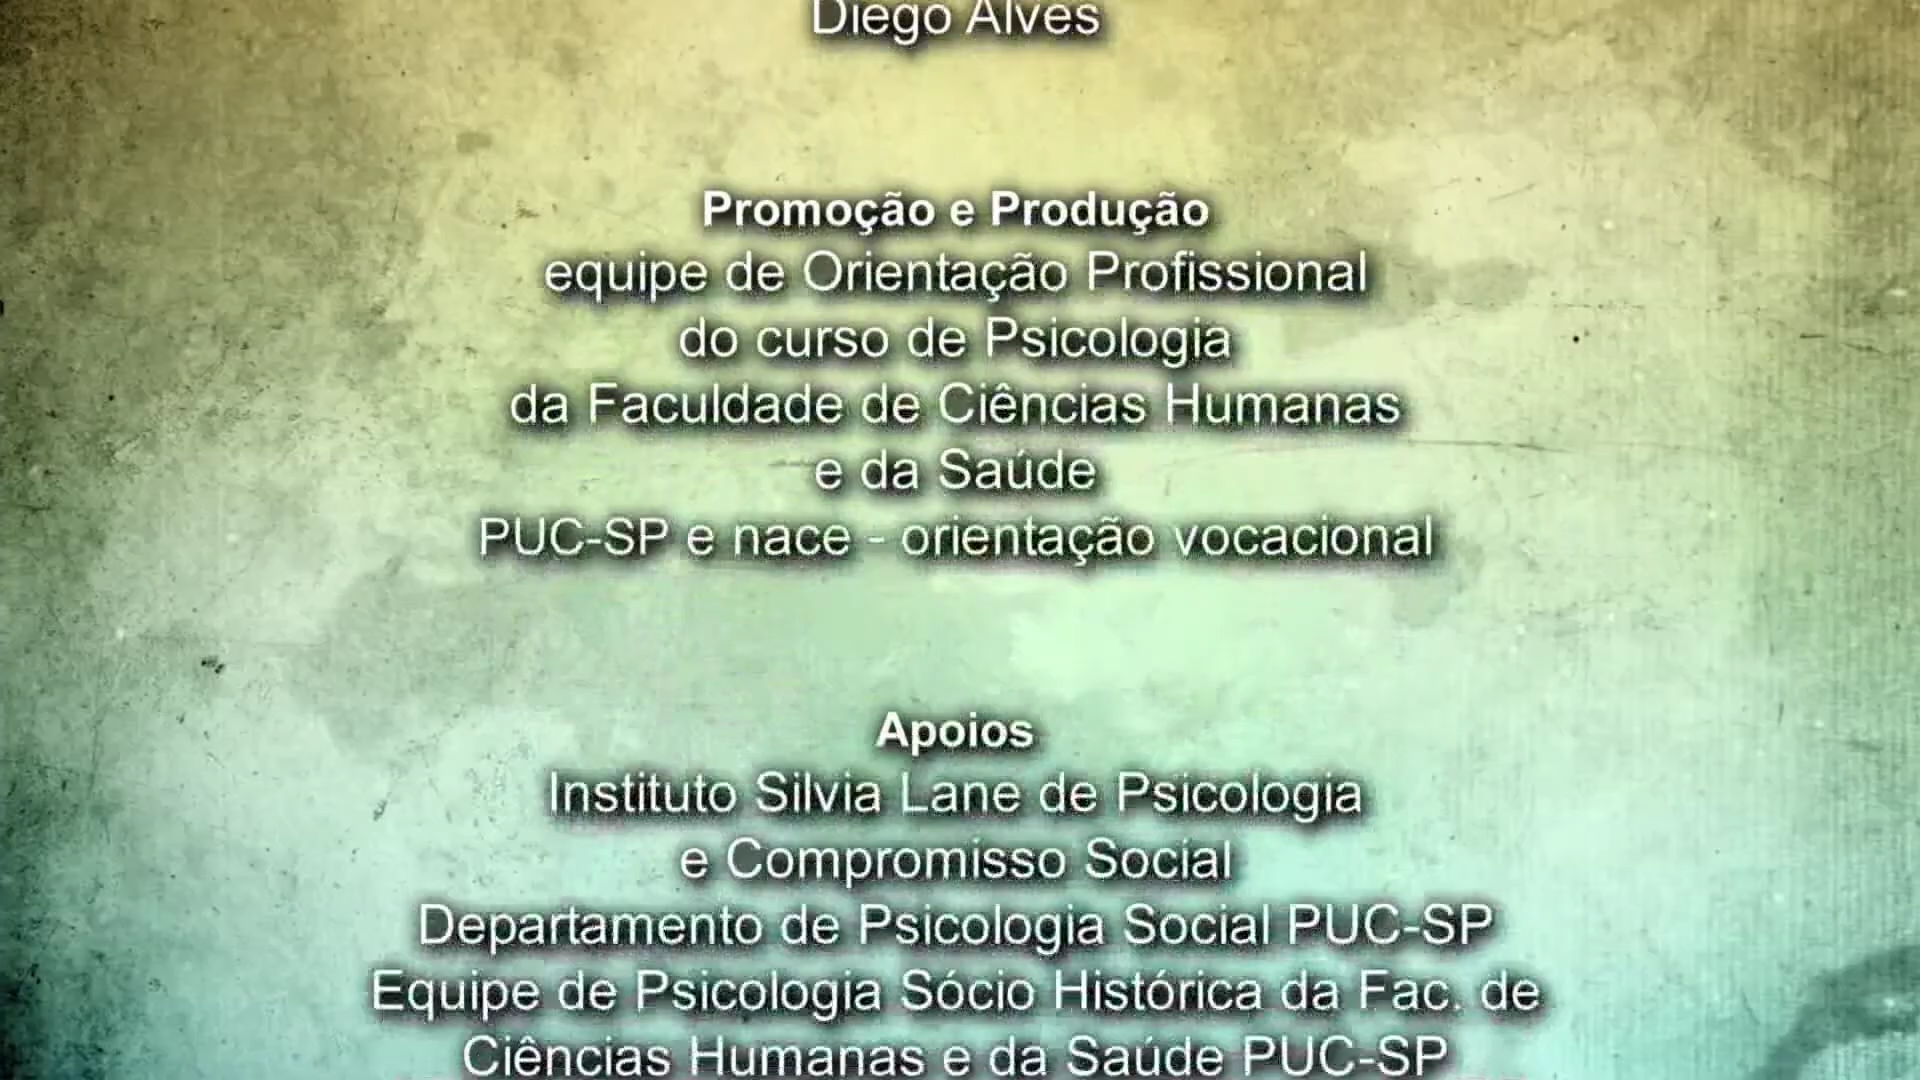 Diego Alves
Promoção e Produção
equipe de Orientação Profissional
do curso de Psicologia
da Faculdade de Ciências Humanas
e da Saúde
PUC-SP e nace - orientação vocacional
Apoios
Instituto Silvia Lane de Psicologia
e Compromisso Social
Departamento de Psicologia Social PUC-SP
Equipe de Psicologia Sócio Histórica da Fac. de
Ciências Humanas e da Saúde PUC-SP